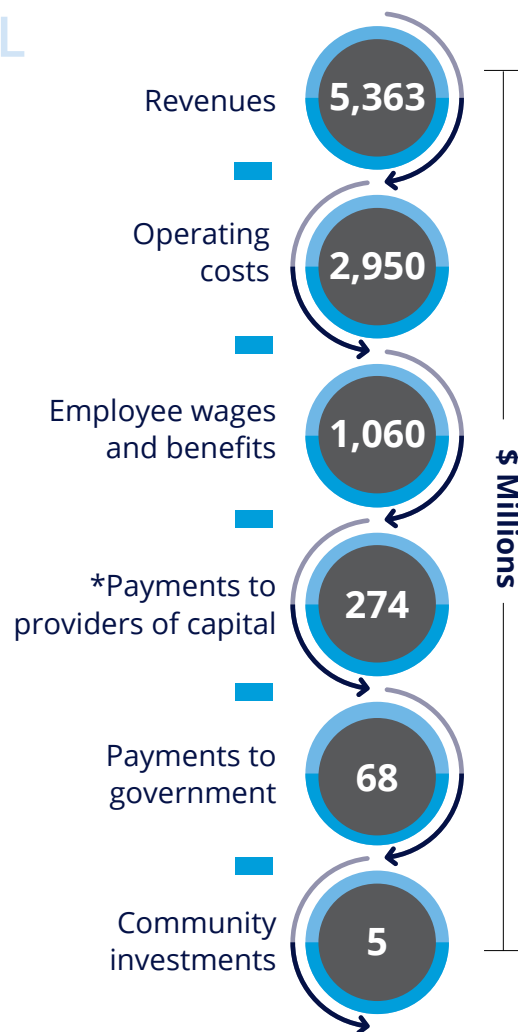 L
Revenues
5,363
Operating
costs
2,950
Employee wages
and benefits
1,060
*Payments to
providers of capital
274
Payments to
government
68
Community
investments
5
$ Millions